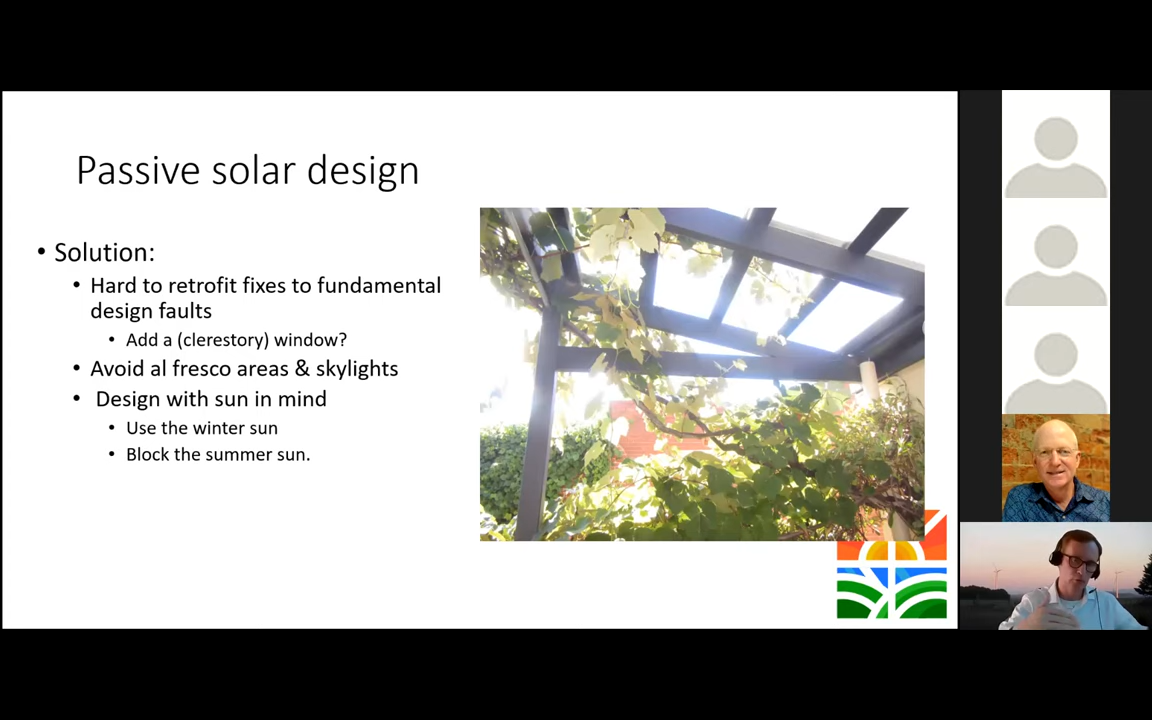 Passive solar design
• Solution:
• Hard to retrofit fixes to fundamental
design faults
• Add a (clerestory) window?
• Avoid al fresco areas & skylights
• Design with sun in mind
• Use the winter sun
• Block the summer sun.